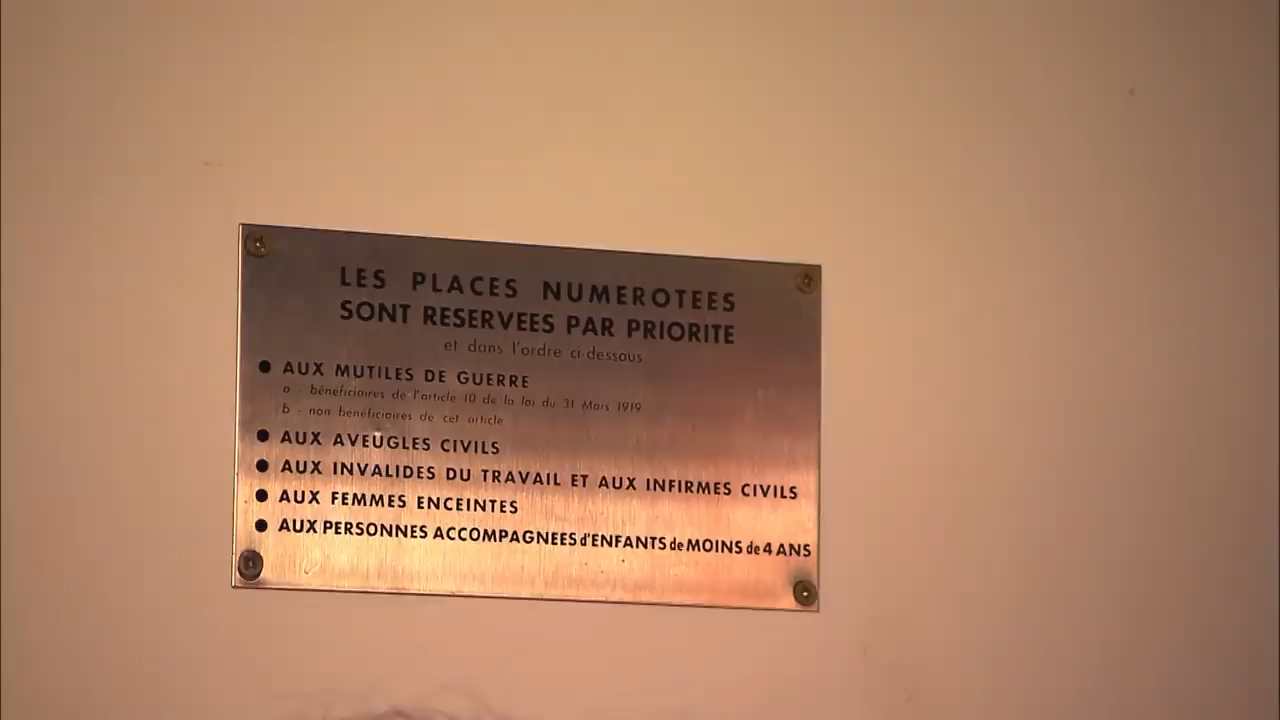 LES PLACES NUMEROTEES
SONT RESERVEES PAR PRIORITE
et dans l'ordre ci-dessous
● AUX MUTILES DE GUERRE
a - bénéficiaires de l'article 10 de la loi du 31 Mars 1919
b - non bénéficiaires de cet article
● AUX AVEUGLES CIVILS
● AUX INVALIDES DU TRAVAIL ET AUX INFIRMES CIVILS
● AUX FEMMES ENCEINTES
● AUX PERSONNES ACCOMPAGNEES d'ENFANTS de MOINS de 4 ANS